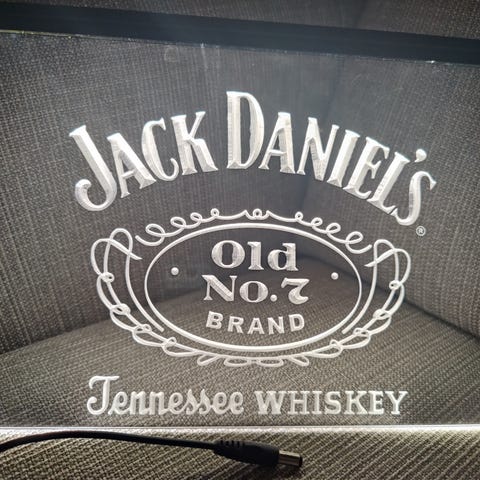 JACK DANIEL'S®
Old
No.7
BRAND
Tennessee WHISKEY